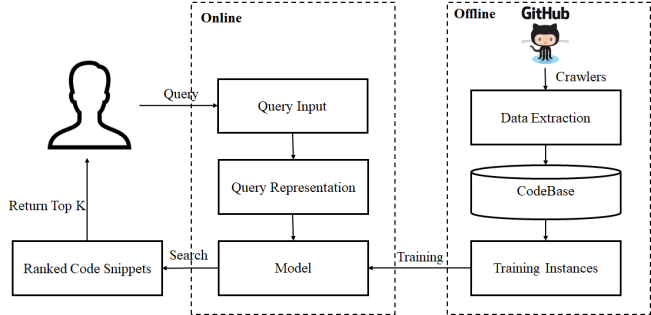 Online
Offline
GitHub
Crawlers
Query
Query Input
Data Extraction
Query Representation
CodeBase
Return Top K
Ranked Code Snippets
Search
Model
Training
Training Instances